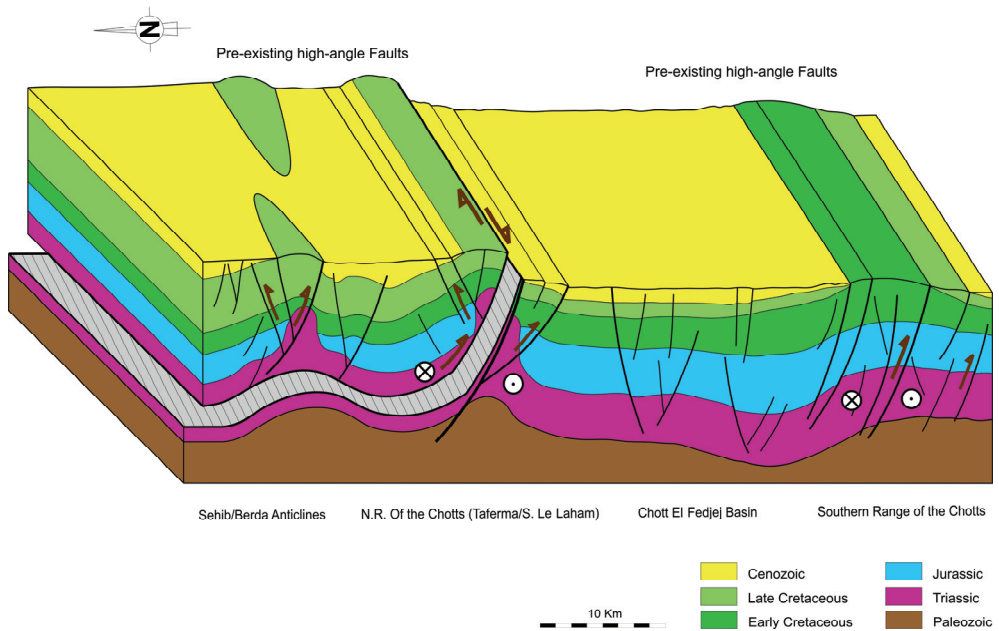 N
Pre-existing high-angle Faults
Pre-existing high-angle Faults
Sehib/Berda Anticlines
N.R. Of the Chotts (Taferma/S. Le Laham)
Chott El Fedjej Basin
Southern Range of the Chotts
Cenozoic
Late Cretaceous
Early Cretaceous
Jurassic
Triassic
Paleozoic
10 Km